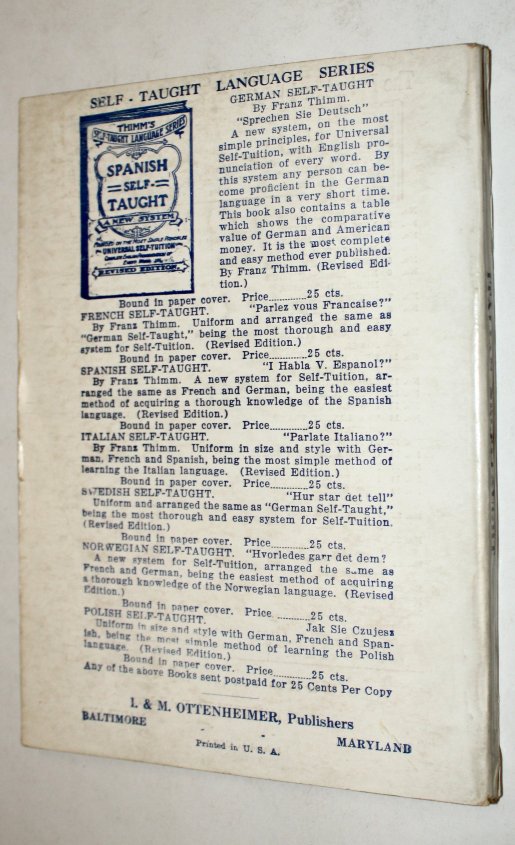 SELF - TAUGHT LANGUAGE SERIES
THIMM'S
SELF-TAUGHT LANGUAGE SERIES
SPANISH
SELF-
TAUGHT
A NEW SYSTEM
FOUNDED ON THE MOST SIMPLE PRINCIPLES
FOR UNIVERSAL SELF-TUITION
REVISED EDITION
GERMAN SELF-TAUGHT
By Franz Thimm.
"Sprechen Sie Deutsch"
A new system, on the most
simple principles, for Universal
Self-Tuition, with English pro-
nunciation of every word. By
this system any person can be-
come proficient in the German
language in a very short time.
This book also contains a table
which shows the comparative
value of German and American
money. It is the most complete
and easy method ever published.
By Franz Thimm. (Revised Edi-
tion.)
Bound in paper cover. Price..............25 cts.
FRENCH SELF-TAUGHT. "Parlez vous Francaise?"
By Franz Thimm. Uniform and arranged the same as
"German Self-Taught," being the most thorough and easy
system for Self-Tuition. (Revised Edition.)
Bound in paper cover. Price..............25 cts.
SPANISH SELF-TAUGHT. "I Habla V. Espanol?"
By Franz Thimm. A new system for Self-Tuition, ar-
ranged the same as French and German, being the easiest
method of acquiring a thorough knowledge of the Spanish
language. (Revised Edition.)
Bound in paper cover. Price..............25 cts.
ITALIAN SELF-TAUGHT. "Parlate Italiano?"
By Franz Thimm. Uniform in size and style with Ger-
man, French and Spanish, being the most simple method of
learning the Italian language. (Revised Edition.)
Bound in paper cover. Price..............25 cts.
SWEDISH SELF-TAUGHT. "Hur star det tell"
Uniform and arranged the same as "German Self-Taught,"
being the most thorough and easy system for Self-Tuition.
(Revised Edition.)
Bound in paper cover. Price..............25 cts.
NORWEGIAN SELF-TAUGHT. "Hvorledes garr det dem?
A new system for Self-Tuition, arranged the same as
French and German, being the easiest method of acquiring
a thorough knowledge of the Norwegian language. (Revised
Edition.)
Bound in paper cover. Price ..............25 cts.
POLISH SELF-TAUGHT. Jak Sie Czujesz
Uniform in size and style with German, French and Span-
ish, being the most simple method of learning the Polish
language. (Revised Edition.)
Bound in paper cover. Price..............25 cts.
Any of the above Books sent postpaid for 25 Cents Per Copy
I. & M. OTTENHEIMER, Publishers
BALTIMORE MARYLAND
Printed in U. S. A.